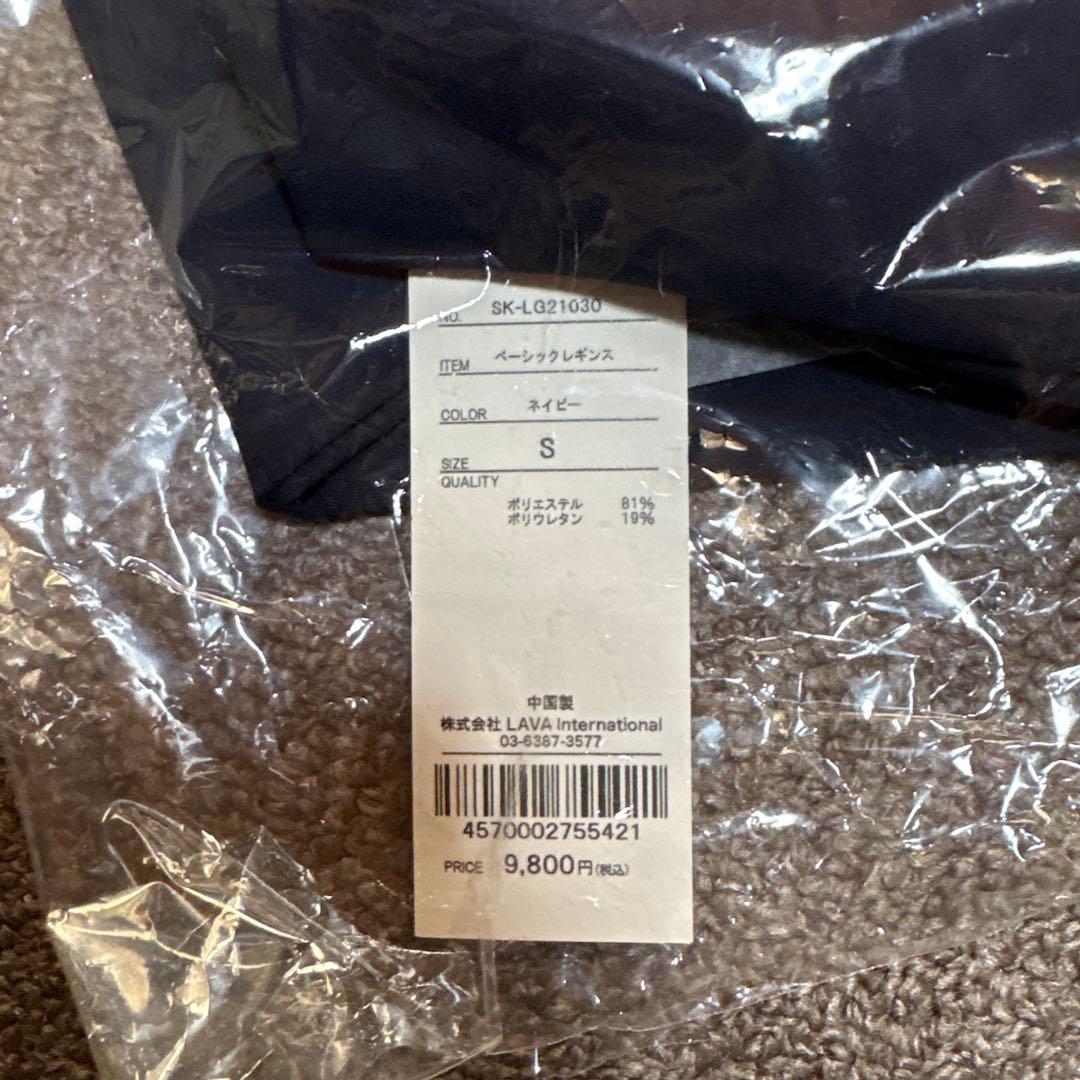 NO. SK-LG21030
ITEM ベーシックレギンス
COLOR ネイビー
SIZE S
QUALITY
ポリエステル 81%
ポリウレタン 19%
中国製
株式会社 LAVA International
03-6387-3577
4570002755421
PRICE 9,800円(税込)